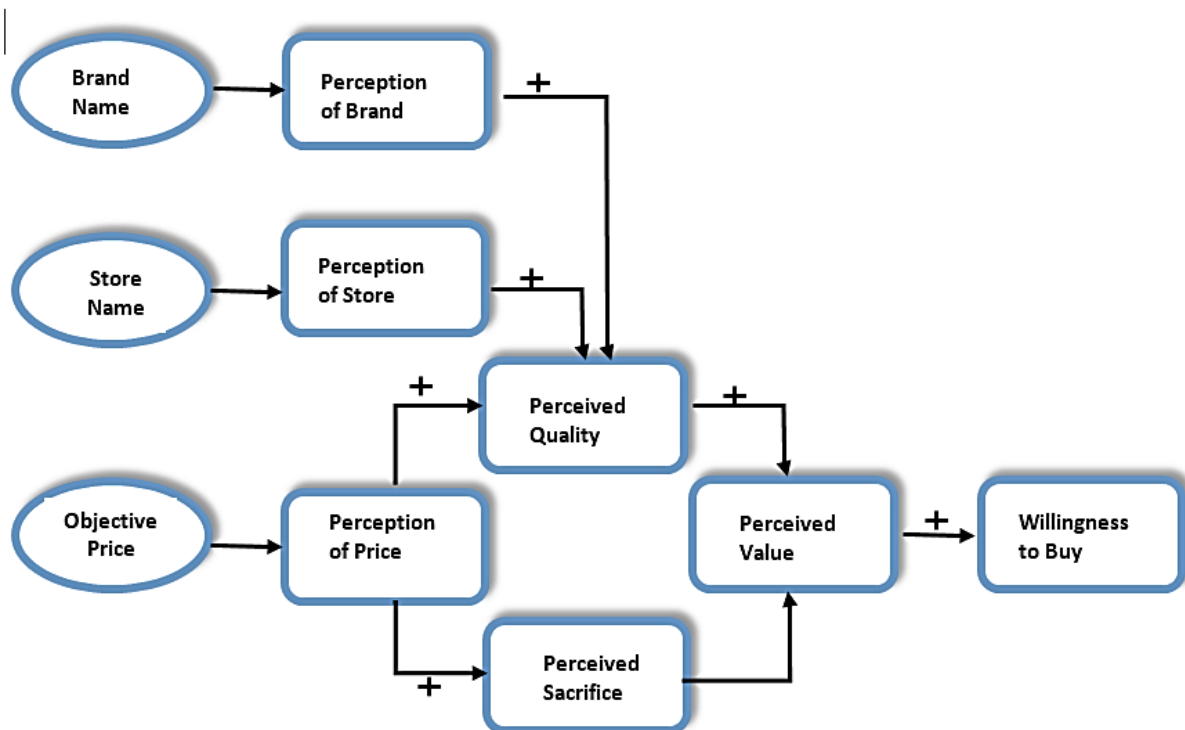 Brand
Name
Perception
of Brand
+
Store
Name
Perception
of Store
+
+
Perceived
Quality
+
Objective
Price
Perception
of Price
Perceived
Value
+
Willingness
to Buy
+
Perceived
Sacrifice